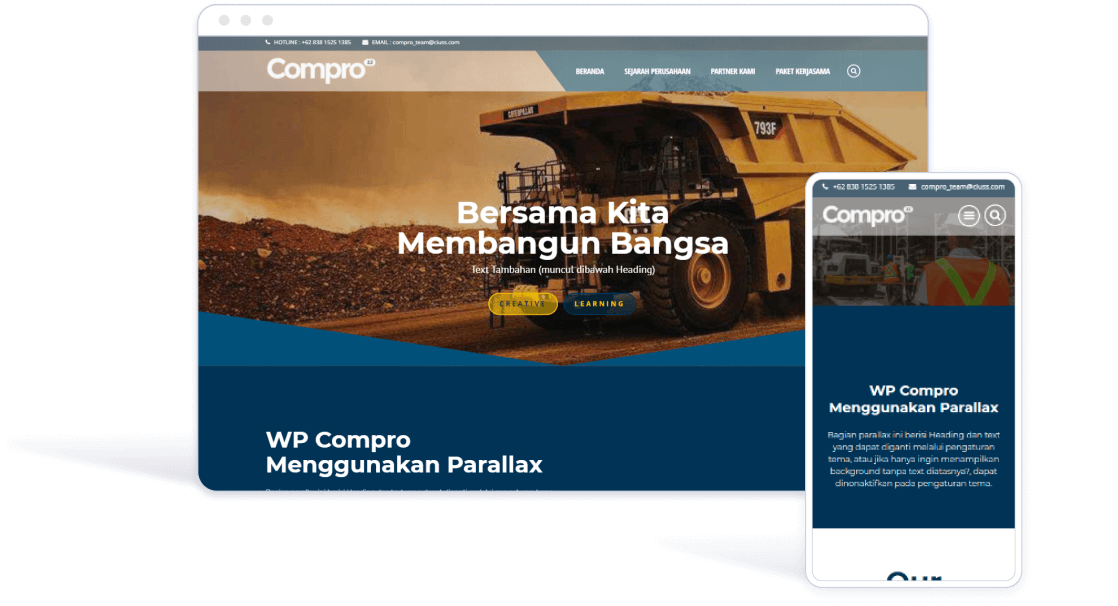 HOTLINE : +62 838 1525 1385 EMAIL : compro_team@ciuss.com
Compro
BERANDA SEJARAH PERUSAHAAN PARTNER KAMI PAKET KERJASAMA
CATERPILLAR
793F
Bersama Kita
Membangun Bangsa
Text Tambahan (muncut dibawah Heading)
CREATIVE LEARNING
WP Compro
Menggunakan Parallax
+62 838 1525 1385 compro_team@ciuss.com
Compro
WP Compro
Menggunakan Parallax
Bagian parallax ini berisi Heading dan text
yang dapat diganti melalui pengaturan
tema, atau jika hanya ingin menampilkan
background tanpa text diatasnya?, dapat
dinonaktifkan pada pengaturan tema.
Our